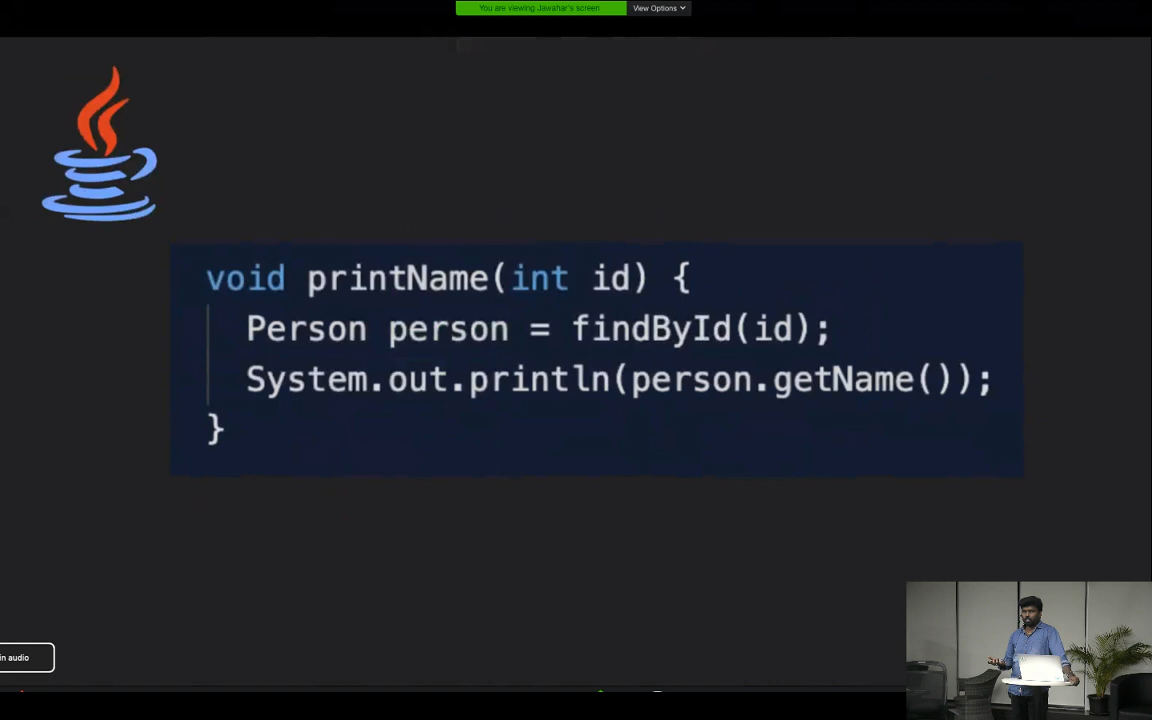 You are viewing Jawahar's screen View Options
void printName(int id) {
Person person = findById(id);
System.out.println(person.getName());
}
in audio